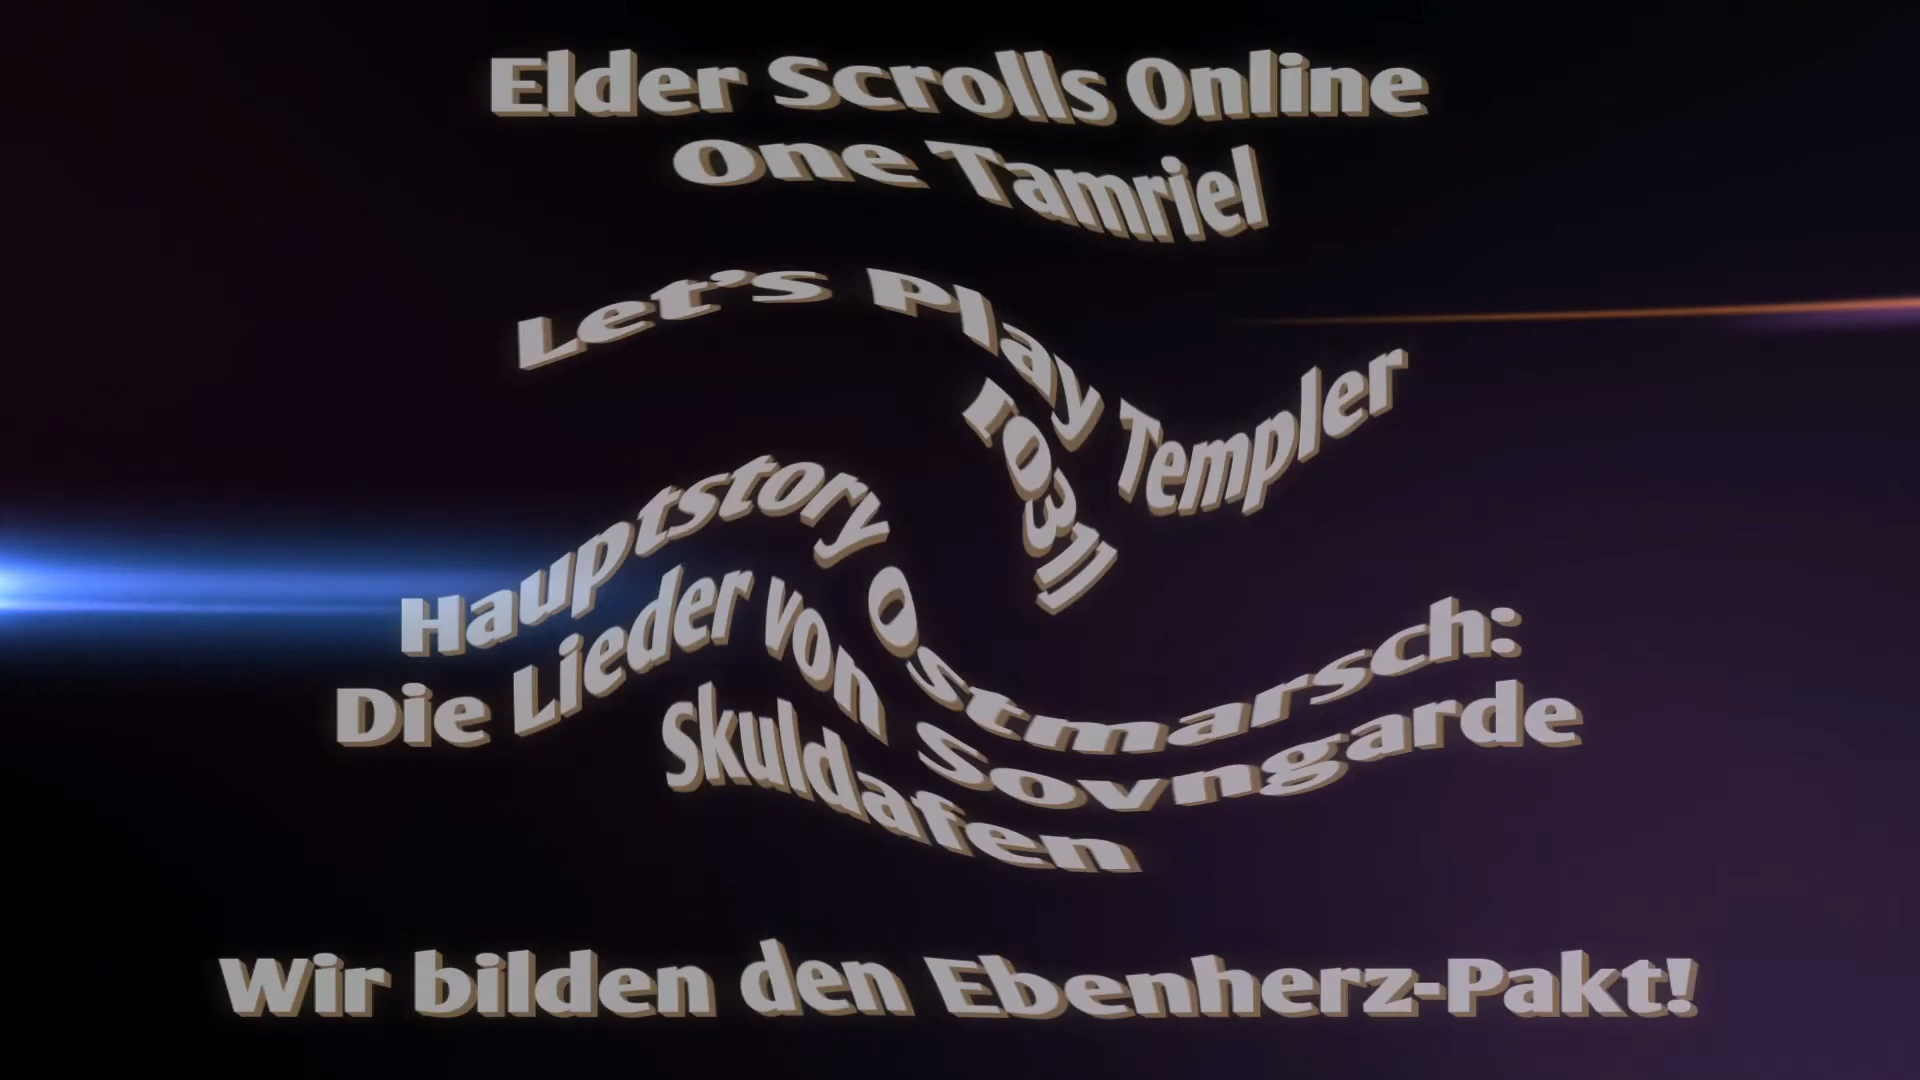 Elder Scrolls Online
One Tamriel
Let's Play Templer
[031]
Hauptstory Ostmarsch:
Die Lieder von Sovngarde
Skuldafen
Wir bilden den Ebenherz-Pakt!